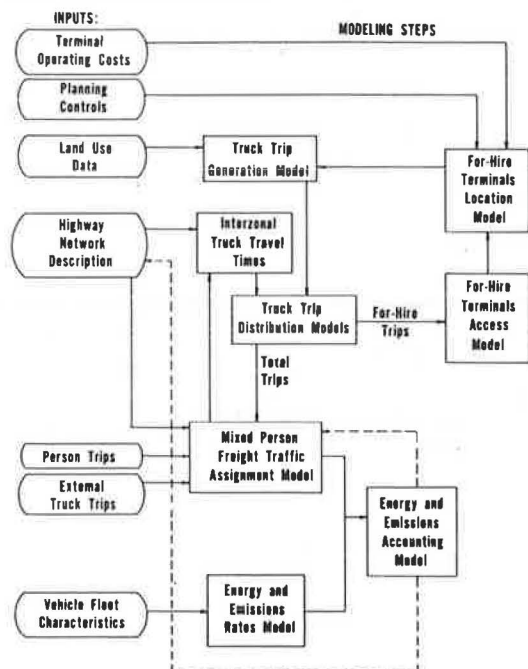 INPUTS:
Terminal
Operating Costs
MODELING STEPS
Planning
Controls
Land Use
Data
Truck Trip
Generation Model
For-Hire
Terminals
Location
Model
Highway
Network
Description
Interzonal
Truck Travel
Times
Truck Trip
Distribution Models
For-Hire
Trips
For-Hire
Terminals
Access
Model
Total
Trips
Person Trips
External
Truck Trips
Mixed Person
Freight Traffic
Assignment Model
Energy and
Emissions
Accounting
Model
Vehicle Fleet
Characteristics
Energy and
Emissions
Rates Model